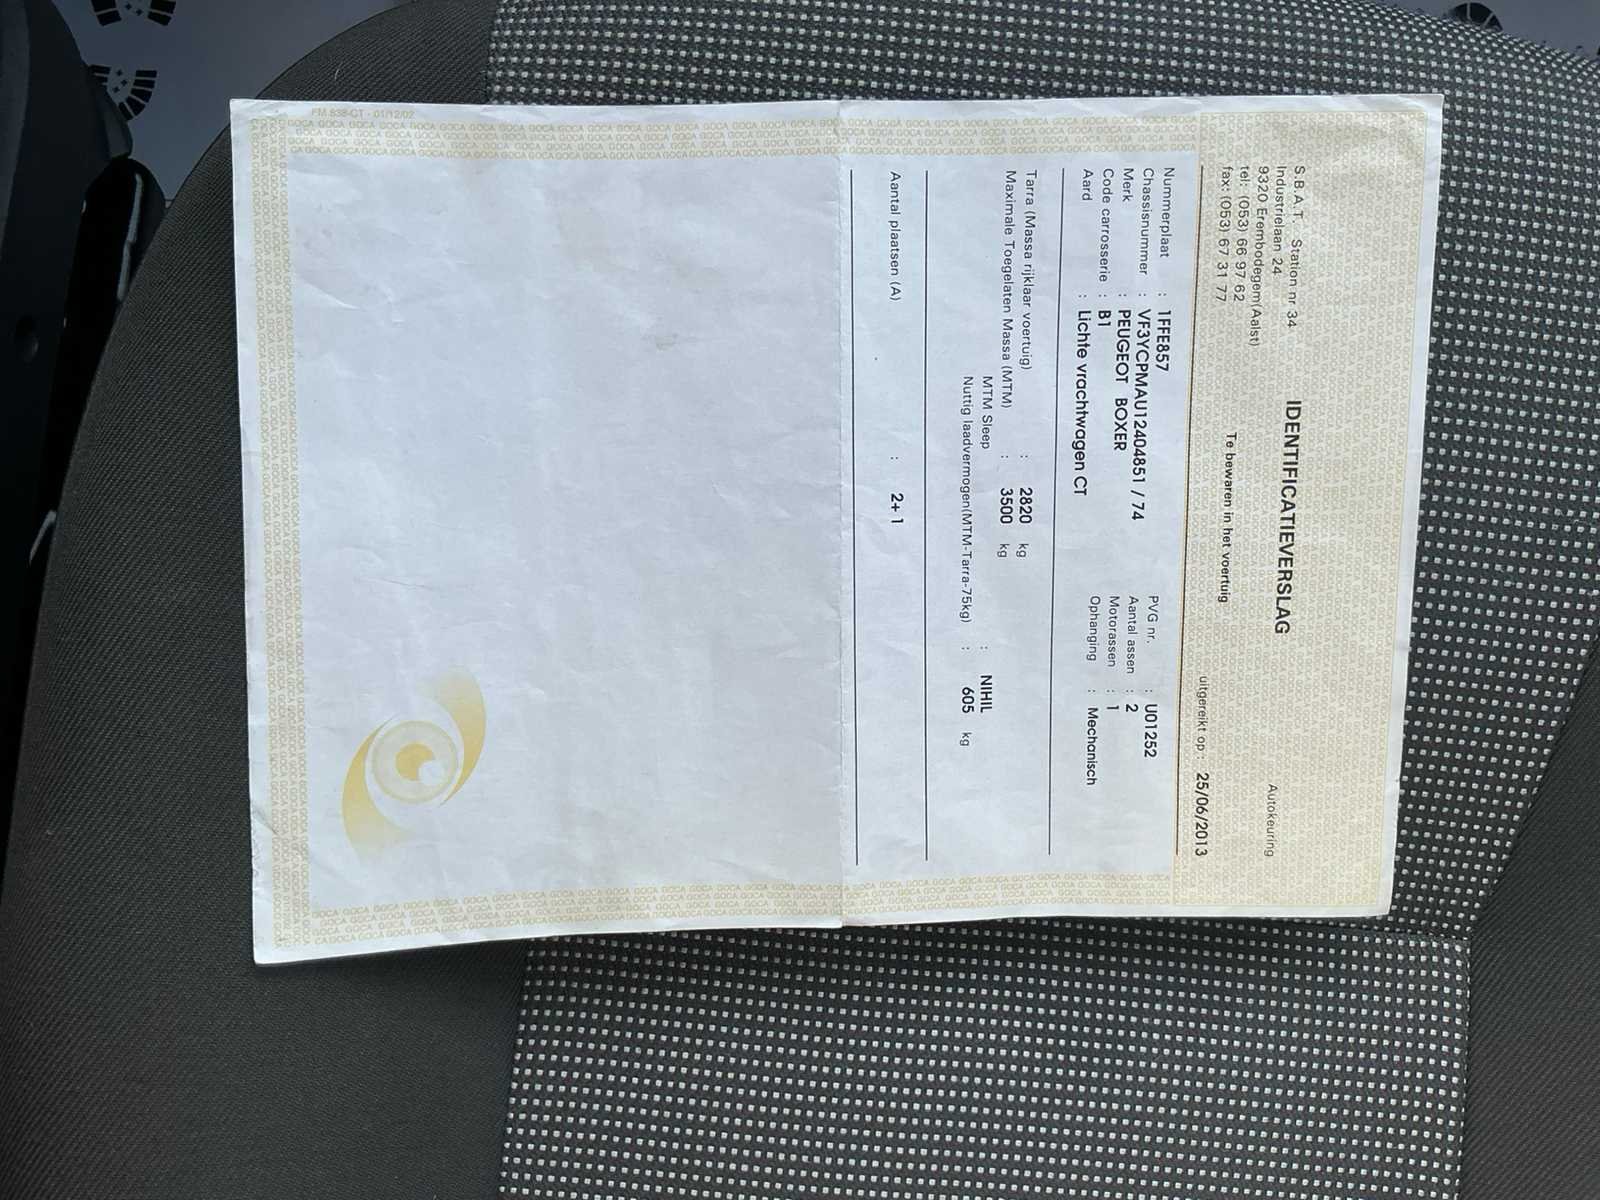 S.B.A.T. Station nr 34
Industrielaan 24
9320 Erembodegem(Aalst)
tel: (053) 66 97 62
fax: (053) 67 31 77
IDENTIFICATIEVERSLAG
Te bewaren in het voertuig
Autokeuring
uitgereikt op : 25/06/2013
Nummerplaat : 1FFE857
Chassisnummer : VF3YCPMAU12404851 / 74
Merk : PEUGEOT BOXER
Code carrosserie : B1
Aard : Lichte vrachtwagen CT
PVG nr. : U01252
Aantal assen : 2
Motorassen : 1
Ophanging : Mechanisch
Tarra (Massa rijklaar voertuig) : 2820 kg
Maximale Toegelaten Massa (MTM) : 3500 kg
MTM Sleep : NIHIL
Nuttig laadvermogen(MTM-Tarra-75kg) : 605 kg
Aantal plaatsen (A) : 2+1
FM 838-CT - 01/12/02